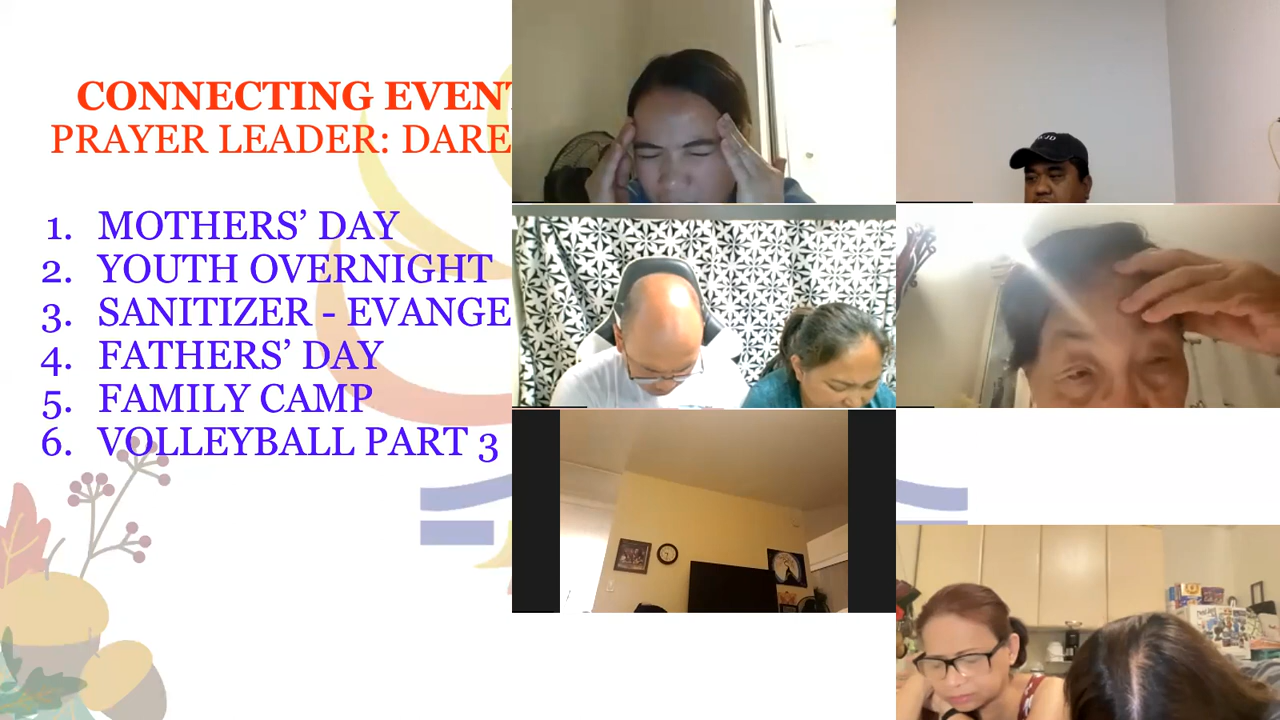 CONNECTING EVENT
PRAYER LEADER: DARE
1. MOTHERS’ DAY
2. YOUTH OVERNIGHT
3. SANITIZER - EVANGE
4. FATHERS’ DAY
5. FAMILY CAMP
6. VOLLEYBALL PART 3